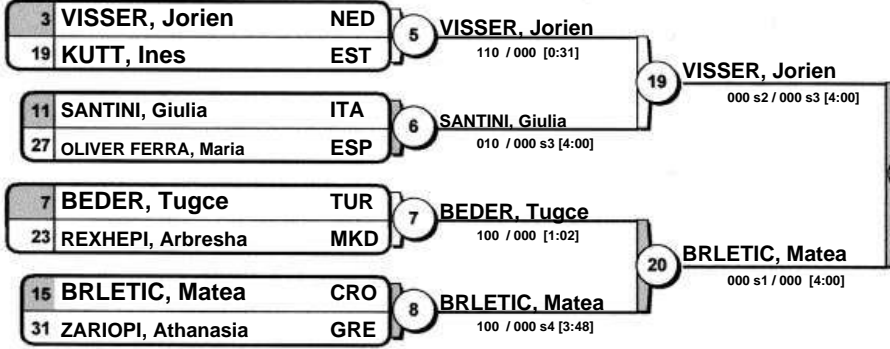 3 VISSER, Jorien NED
19 KUTT, Ines EST
5 VISSER, Jorien
110 / 000 [0:31]
11 SANTINI, Giulia ITA
27 OLIVER FERRA, Maria ESP
6 SANTINI, Giulia
010 / 000 s3 [4:00]
19 VISSER, Jorien
000 s2 / 000 s3 [4:00]
7 BEDER, Tugce TUR
23 REXHEPI, Arbresha MKD
7 BEDER, Tugce
100 / 000 [1:02]
15 BRLETIC, Matea CRO
31 ZARIOPI, Athanasia GRE
8 BRLETIC, Matea
100 / 000 s4 [3:48]
20 BRLETIC, Matea
000 s1 / 000 [4:00]